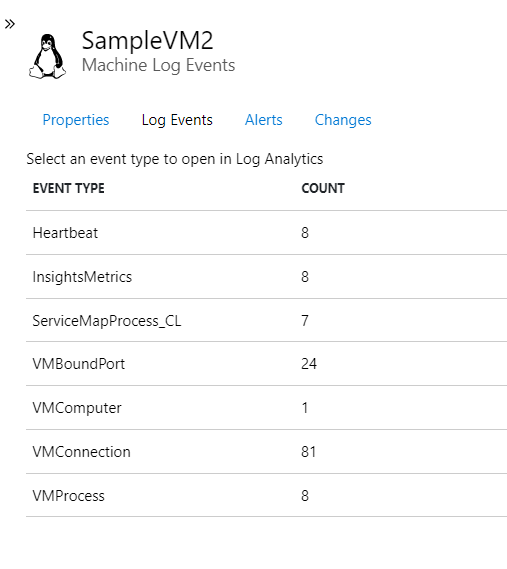 »
SampleVM2
Machine Log Events
Properties Log Events Alerts Changes
Select an event type to open in Log Analytics
EVENT TYPE COUNT
Heartbeat 8
InsightsMetrics 8
ServiceMapProcess_CL 7
VMBoundPort 24
VMComputer 1
VMConnection 81
VMProcess 8